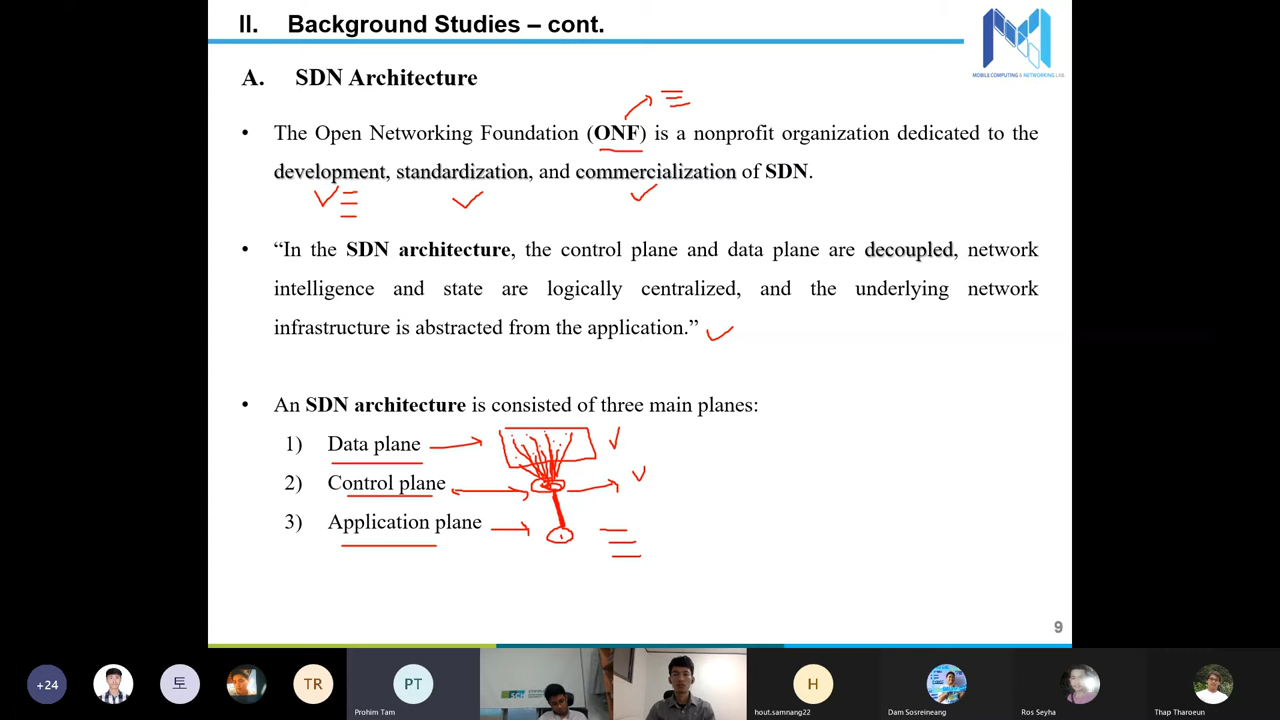 II. Background Studies – cont.
MOBILE COMPUTING & NETWORKING LAB.
A. SDN Architecture
• The Open Networking Foundation (ONF) is a nonprofit organization dedicated to the
development, standardization, and commercialization of SDN.
• “In the SDN architecture, the control plane and data plane are decoupled, network
intelligence and state are logically centralized, and the underlying network
infrastructure is abstracted from the application.”
• An SDN architecture is consisted of three main planes:
1) Data plane
2) Control plane
3) Application plane
9
+24
토
TR
PT
Prohim Tam
SCH
H
hout.samnang22
Dam Sosreineang
Ros Seyha
Thap Tharoeun